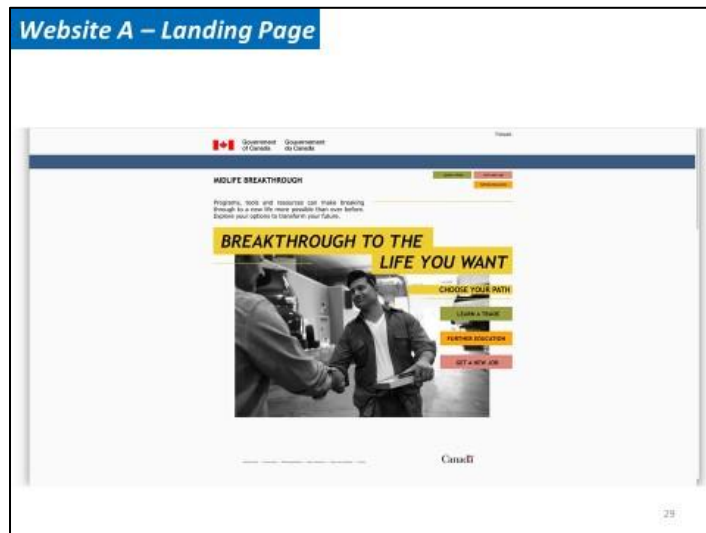 Website A – Landing Page
Government of Canada
Gouvernement du Canada
Français
MIDLIFE BREAKTHROUGH
Programs, tools and resources can make breaking
through to a new life more possible than ever before.
Explore your options to transform your future.
BREAKTHROUGH TO THE
LIFE YOU WANT
CHOOSE YOUR PATH
LEARN A TRADE
FURTHER EDUCATION
GET A NEW JOB
Canada
29